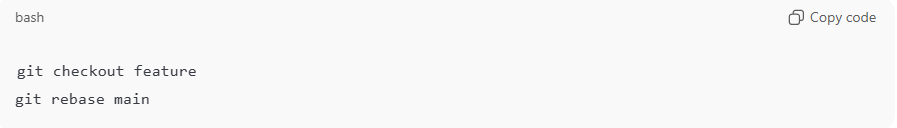 bash
Copy code
git checkout feature
git rebase main